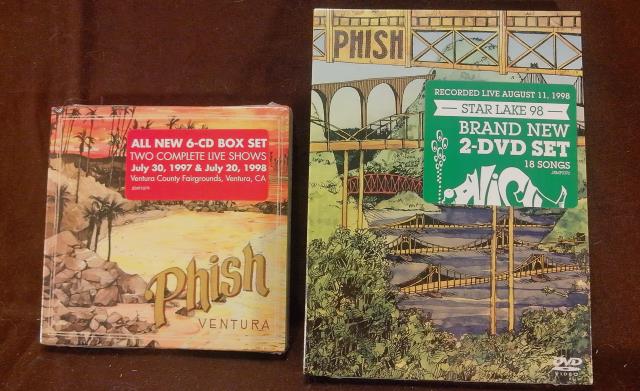 ALL NEW 6-CD BOX SET
TWO COMPLETE LIVE SHOWS
July 30, 1997 & July 20, 1998
Ventura County Fairgrounds, Ventura, CA
Phish
VENTURA
PHISH
RECORDED LIVE AUGUST 11, 1998
STAR LAKE 98
BRAND NEW
2-DVD SET
18 SONGS
Phish
DVD
VIDEO